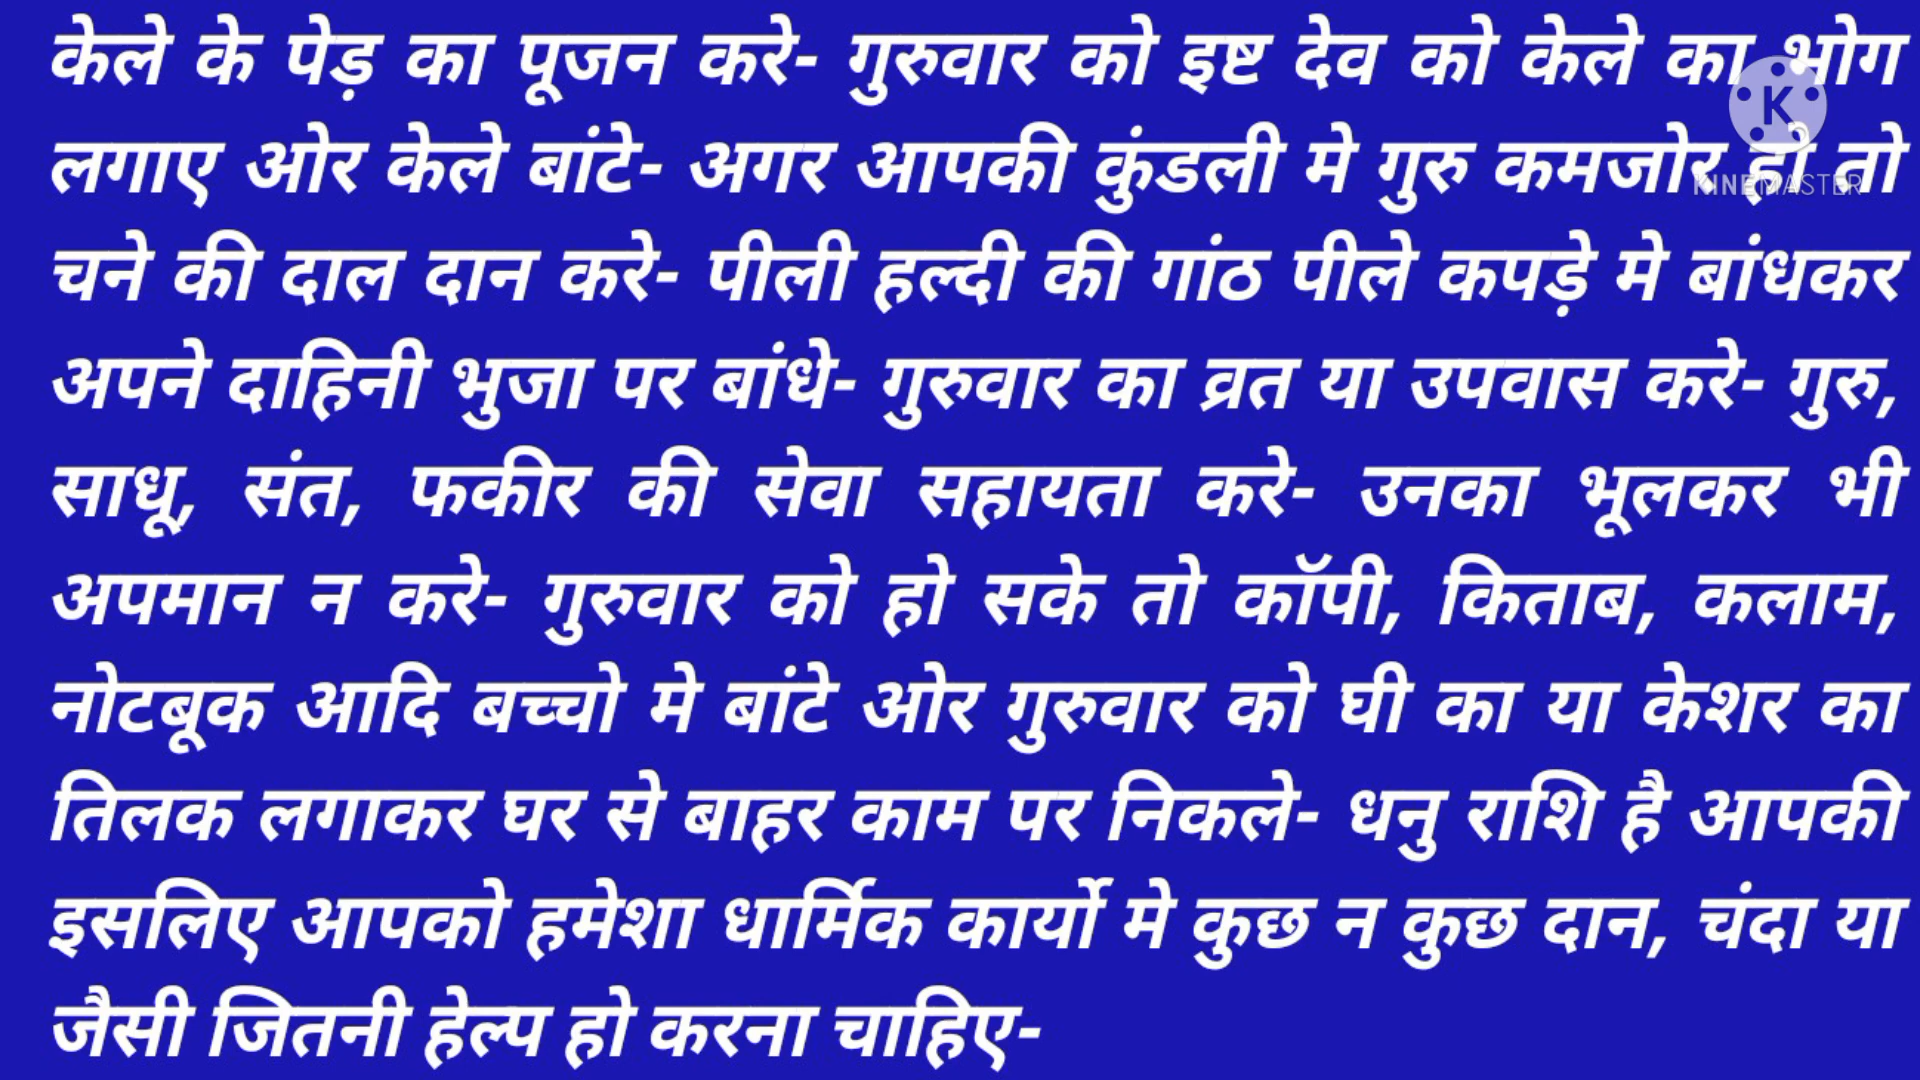 केले के पेड़ का पूजन करे- गुरुवार को इष्ट देव को केले का भोग
लगाए ओर केले बांटे- अगर आपकी कुंडली मे गुरु कमजोर हो तो
चने की दाल दान करे- पीली हल्दी की गांठ पीले कपड़े मे बांधकर
अपने दाहिनी भुजा पर बांधे- गुरुवार का व्रत या उपवास करे- गुरु,
साधू, संत, फकीर की सेवा सहायता करे- उनका भूलकर भी
अपमान न करे- गुरुवार को हो सके तो कॉपी, किताब, कलाम,
नोटबूक आदि बच्चो मे बांटे ओर गुरुवार को घी का या केशर का
तिलक लगाकर घर से बाहर काम पर निकले- धनु राशि है आपकी
इसलिए आपको हमेशा धार्मिक कार्यो मे कुछ न कुछ दान, चंदा या
जैसी जितनी हेल्प हो करना चाहिए-
K
KINEMASTER